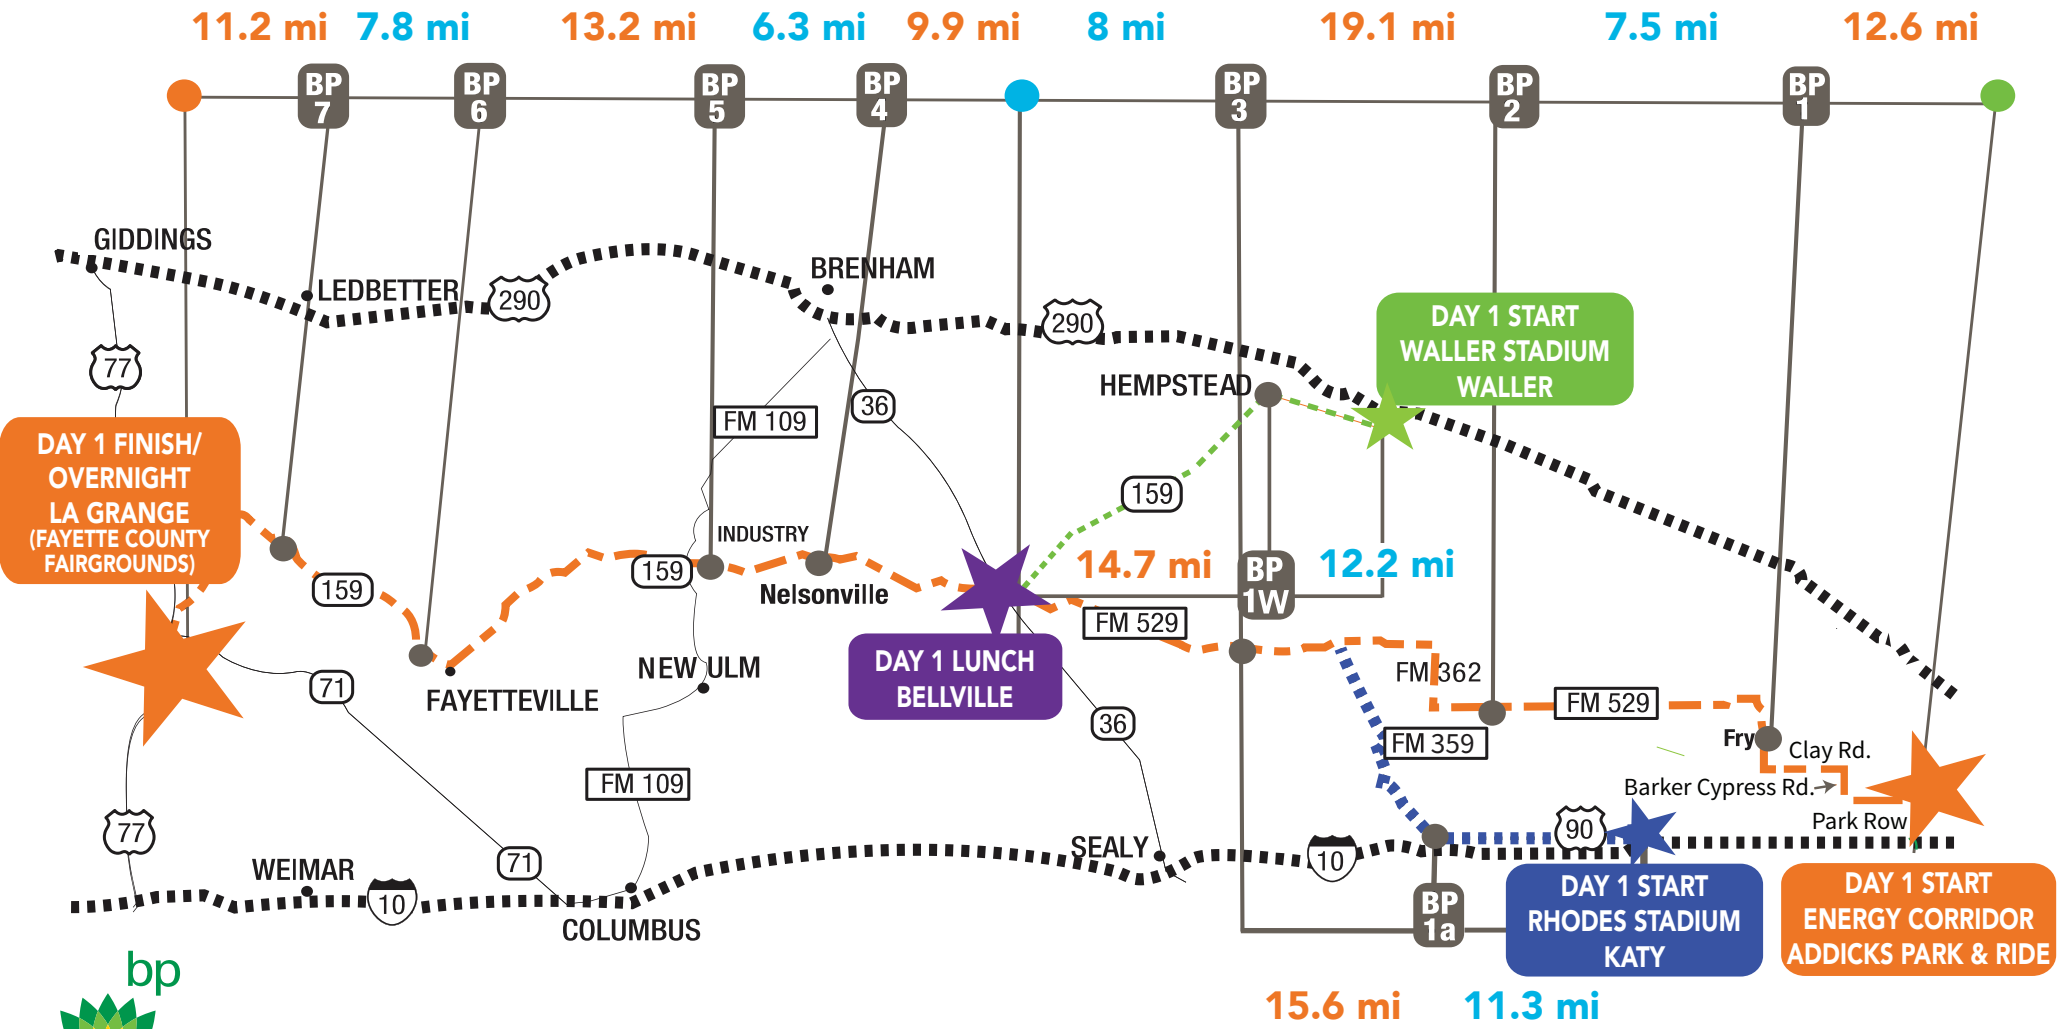 11.2 mi 7.8 mi 13.2 mi 6.3 mi 9.9 mi 8 mi 19.1 mi 7.5 mi 12.6 mi
BP
7
BP
6
BP
5
BP
4
BP
3
BP
2
BP
1
GIDDINGS
LEDBETTER
290
BRENHAM
290
77
DAY 1 START
WALLER STADIUM
WALLER
HEMPSTEAD
FM 109
36
DAY 1 FINISH/
OVERNIGHT
LA GRANGE
(FAYETTE COUNTY
FAIRGROUNDS)
159
INDUSTRY
159
159
Nelsonville
14.7 mi
BP
1W
12.2 mi
FM 529
DAY 1 LUNCH
BELLVILLE
NEW ULM
71
FAYETTEVILLE
FM 362
FM 529
36
FM 359
Fry
Clay Rd.
Barker Cypress Rd.
Park Row
FM 109
77
71
WEIMAR
10
COLUMBUS
SEALY
10
90
BP
1a
DAY 1 START
RHODES STADIUM
KATY
DAY 1 START
ENERGY CORRIDOR
ADDICKS PARK & RIDE
bp
15.6 mi 11.3 mi